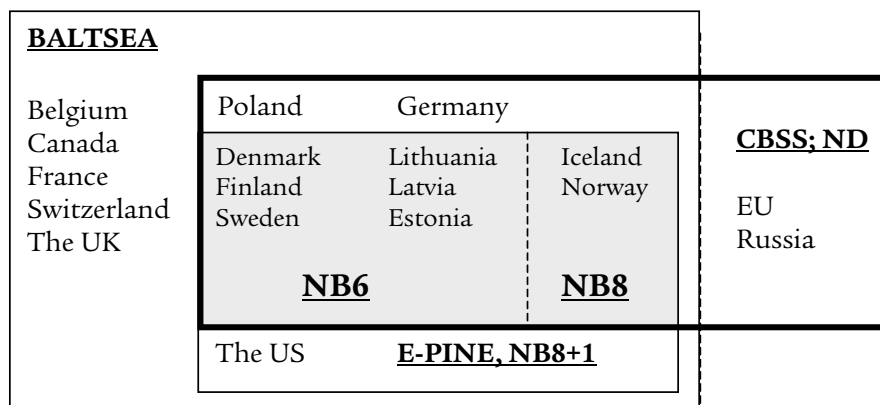 BALTSEA
Belgium
Canada
France
Switzerland
The UK
Poland Germany
Denmark Lithuania Iceland
Finland Latvia Norway
Sweden Estonia
NB6 NB8
The US E-PINE, NB8+1
CBSS; ND
EU
Russia